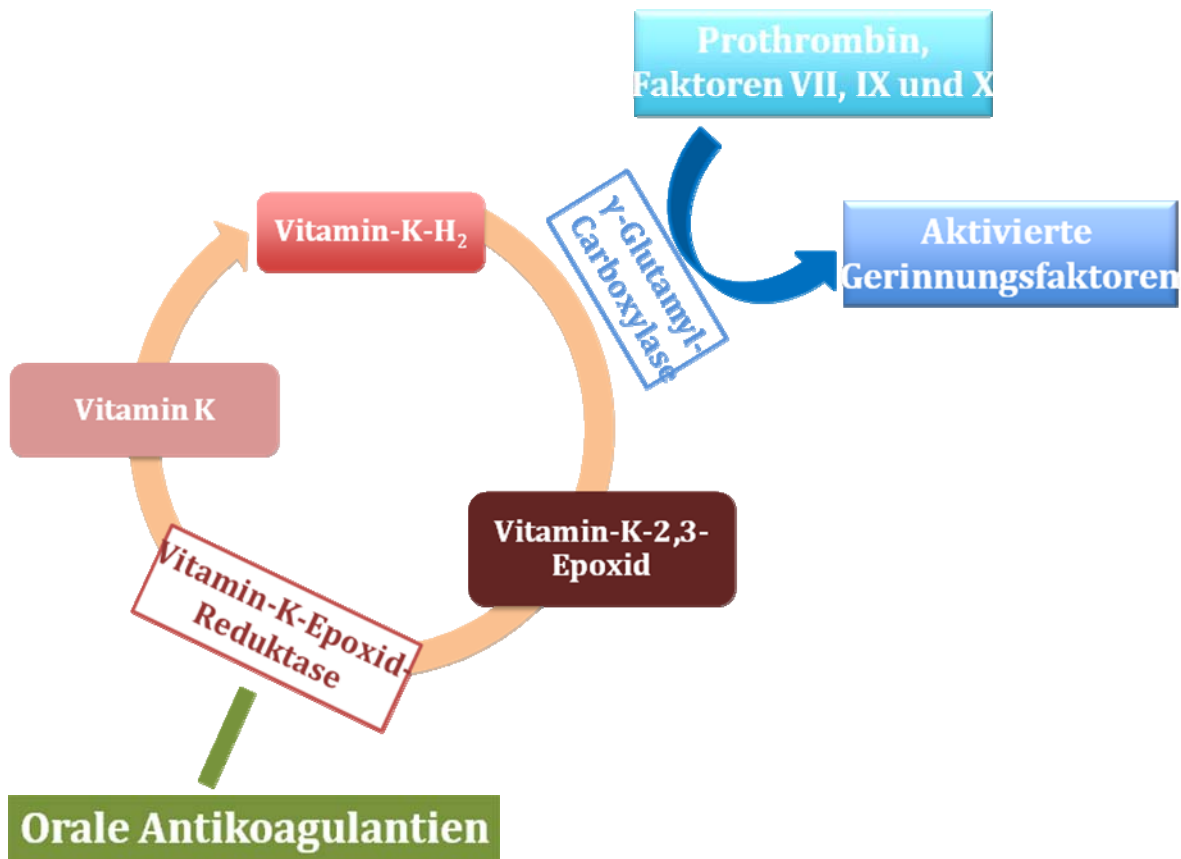 Prothrombin,
Faktoren VII, IX und X
Vitamin-K-H₂
γ-Glutamyl-
Carboxylase
Aktivierte
Gerinnungsfaktoren
Vitamin K
Vitamin-K-2,3-
Epoxid
Vitamin-K-Epoxid-
Reduktase
Orale Antikoagulantien